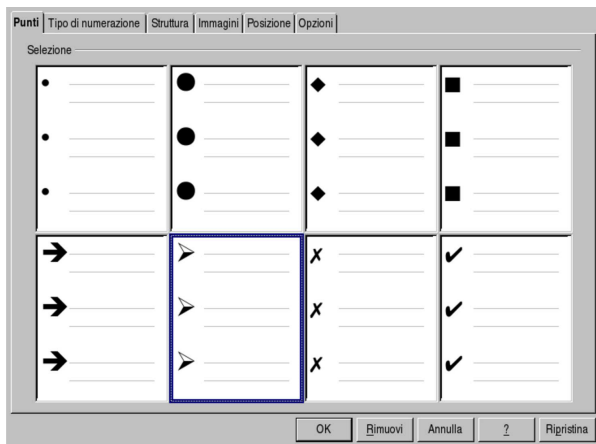 Punti Tipo di numerazione Struttura Immagini Posizione Opzioni
Selezione
OK Rimuovi Annulla ? Ripristina